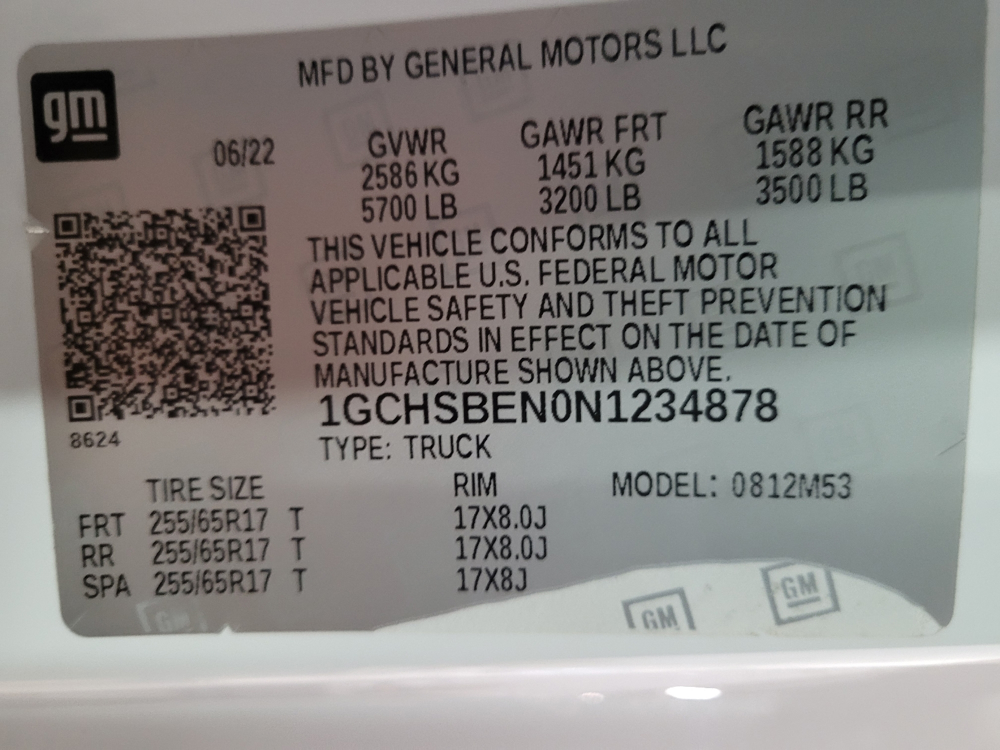 gm
MFD BY GENERAL MOTORS LLC
06/22
GVWR GAWR FRT GAWR RR
2586 KG 1451 KG 1588 KG
5700 LB 3200 LB 3500 LB
THIS VEHICLE CONFORMS TO ALL
APPLICABLE U.S. FEDERAL MOTOR
VEHICLE SAFETY AND THEFT PREVENTION
STANDARDS IN EFFECT ON THE DATE OF
MANUFACTURE SHOWN ABOVE.
1GCHSBEN0N1234878
8624
TYPE: TRUCK
TIRE SIZE RIM MODEL: 0812M53
FRT 255/65R17 T 17X8.0J
RR 255/65R17 T 17X8.0J
SPA 255/65R17 T 17X8J
GM GM